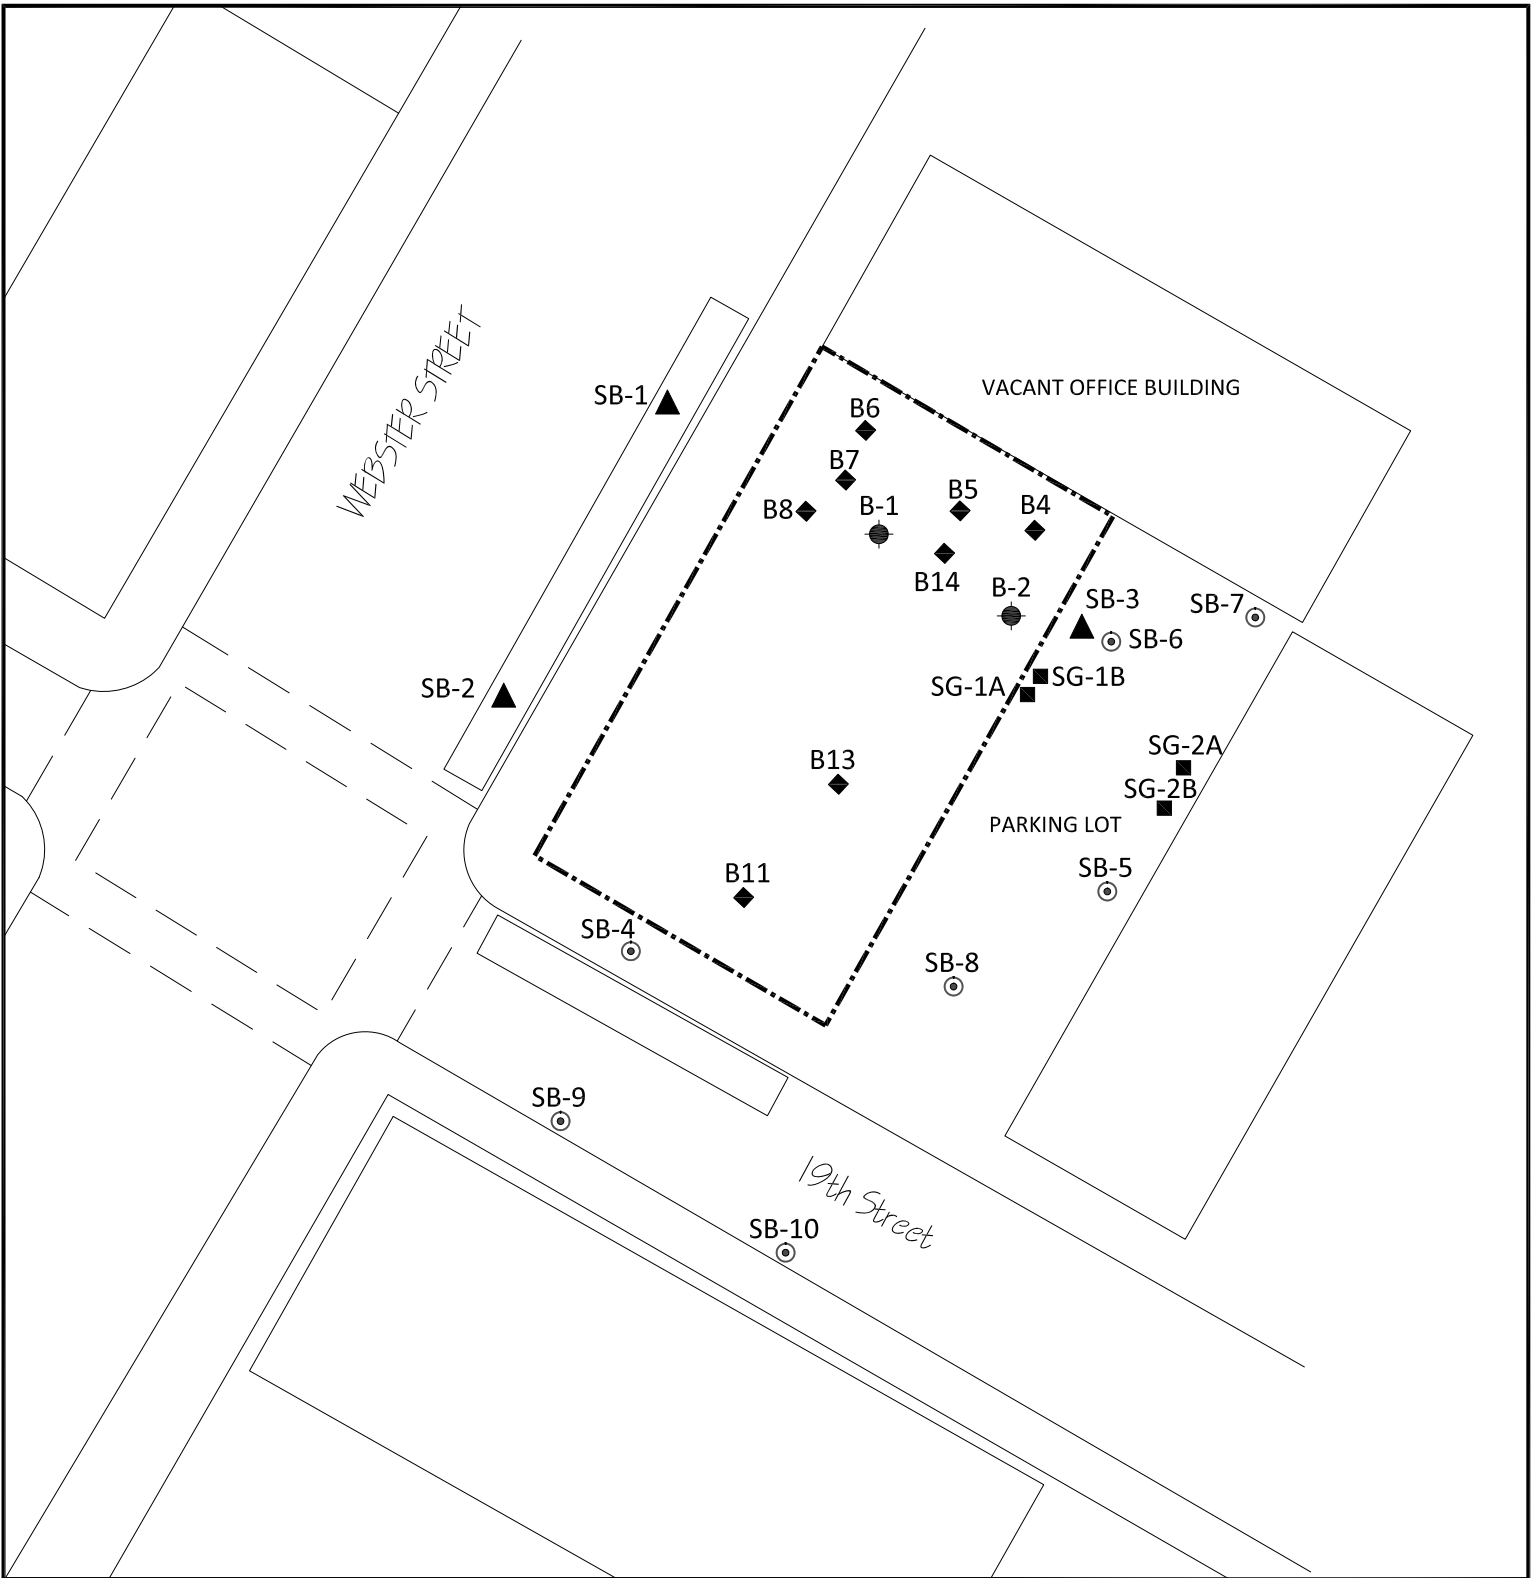 VACANT OFFICE BUILDING
WEBSTER STREET
SB-1
B6
B7
B8
B-1
B5
B4
B14
B-2
SB-3
SB-7
SB-6
SG-1A
SG-1B
SB-2
SG-2A
B13
SG-2B
PARKING LOT
SB-5
B11
SB-4
SB-8
SB-9
19th Street
SB-10